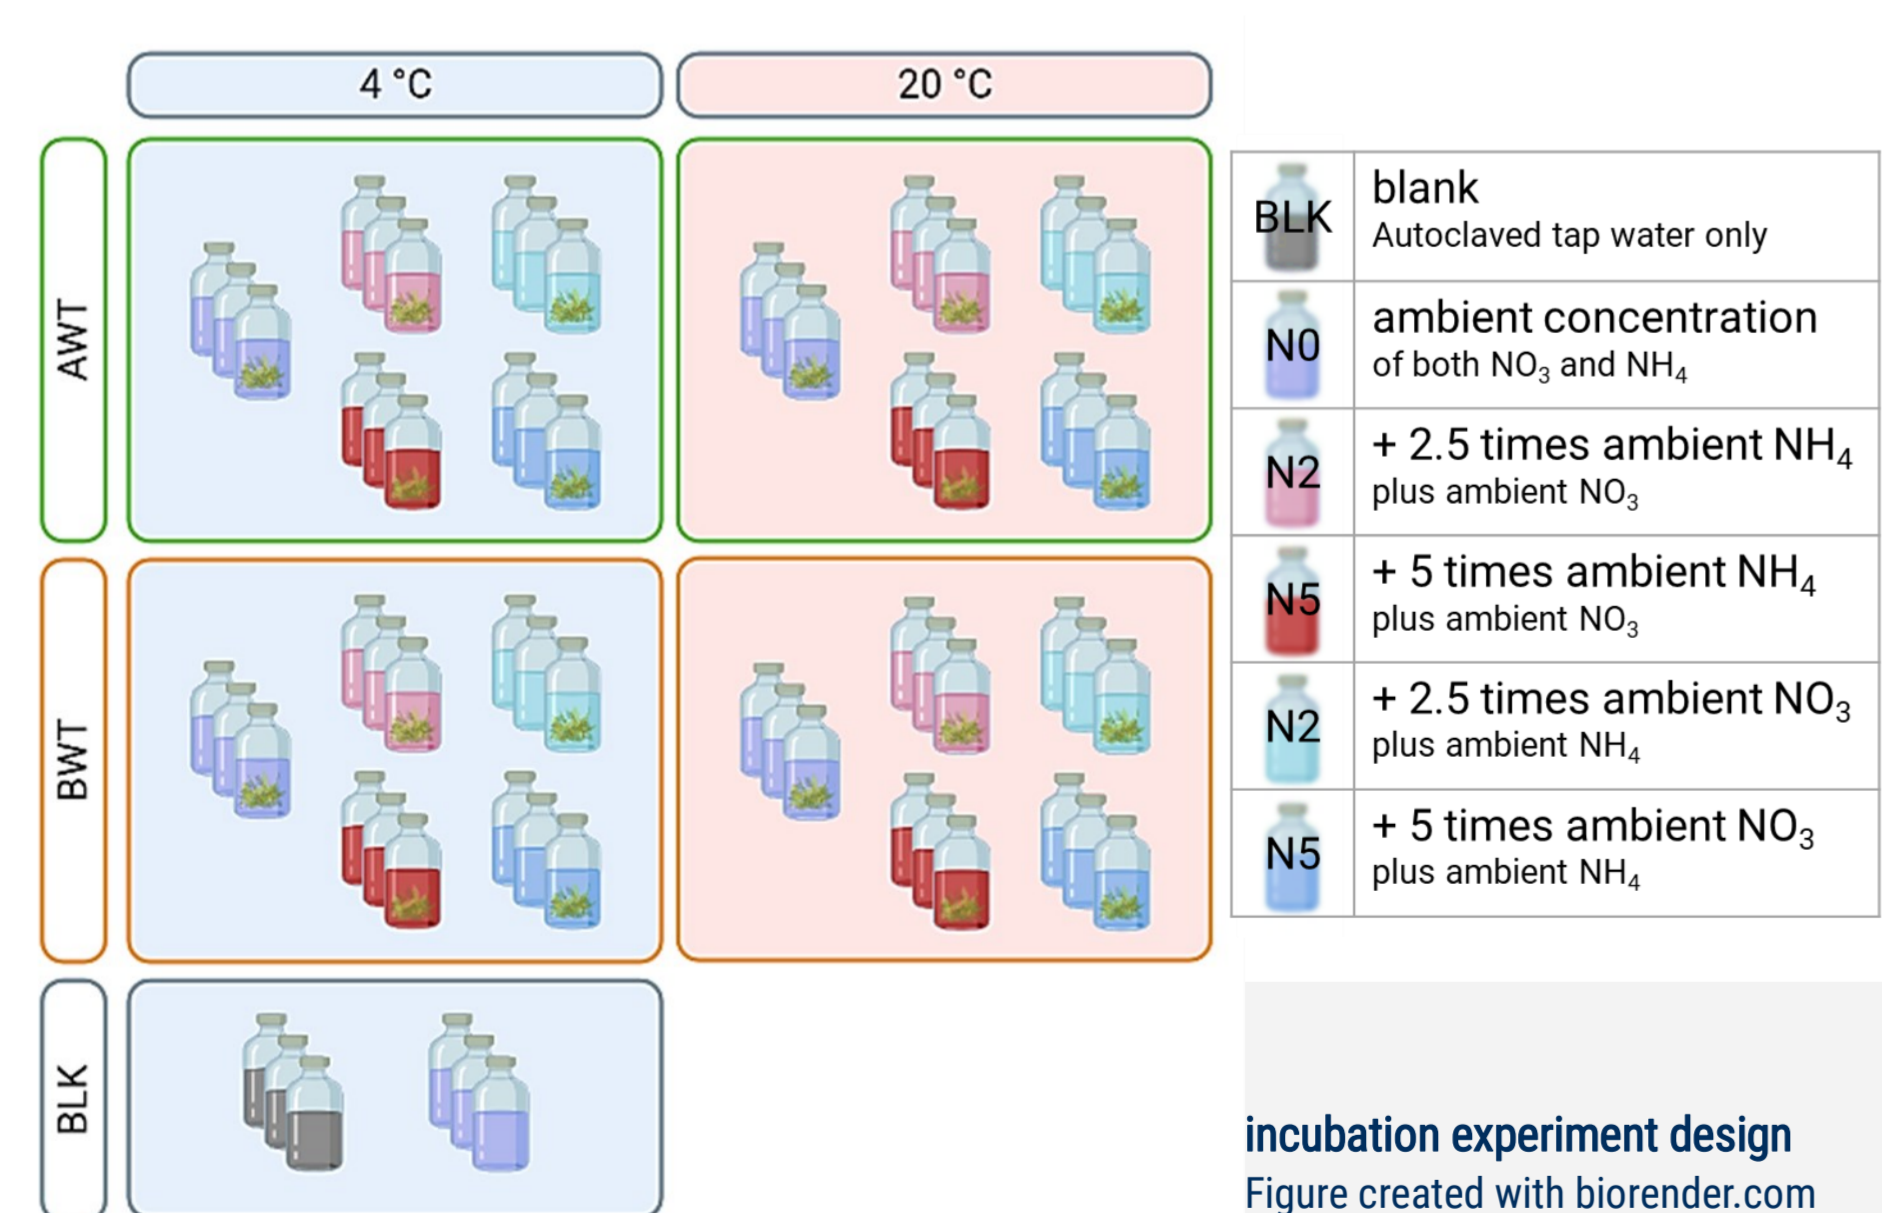 4 °C
20 °C
AWT
BWT
BLK
BLK
blank
Autoclaved tap water only
N0
ambient concentration
of both NO₃ and NH₄
N2
+ 2.5 times ambient NH₄
plus ambient NO₃
N5
+ 5 times ambient NH₄
plus ambient NO₃
N2
+ 2.5 times ambient NO₃
plus ambient NH₄
N5
+ 5 times ambient NO₃
plus ambient NH₄
incubation experiment design
Figure created with biorender.com